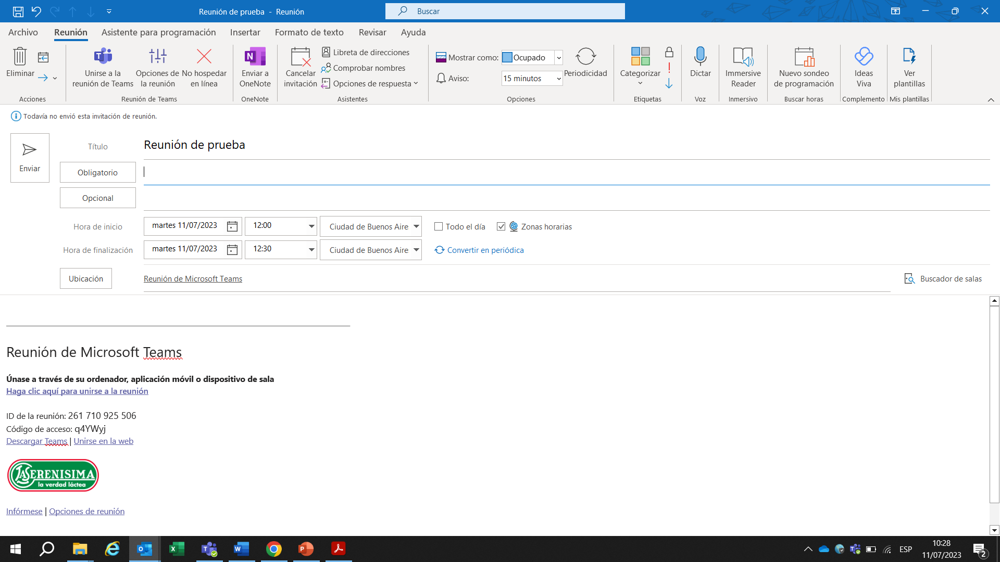 Reunión de prueba - Reunión
Buscar
Archivo Reunión Asistente para programación Insertar Formato de texto Revisar Ayuda
Eliminar
Acciones
Unirse a la
reunión de Teams
Opciones de
la reunión
No hospedar
en línea
Reunión de Teams
N
Enviar a
OneNote
OneNote
Cancelar
invitación
Libreta de direcciones
Comprobar nombres
Opciones de respuesta
Asistentes
Mostrar como: Ocupado
Aviso: 15 minutos
Periodicidad
Opciones
Categorizar
Etiquetas
Dictar
Voz
Immersive
Reader
Inmersivo
Nuevo sondeo
de programación
Buscar horas
Ideas
Viva
Complemento
Ver
plantillas
Mis plantillas
Todavía no envió esta invitación de reunión.
Enviar
Título Reunión de prueba
Obligatorio
Opcional
Hora de inicio martes 11/07/2023 12:00 Ciudad de Buenos Aire Todo el día Zonas horarias
Hora de finalización martes 11/07/2023 12:30 Ciudad de Buenos Aire Convertir en periódica
Ubicación Reunión de Microsoft Teams Buscador de salas
Reunión de Microsoft Teams
Únase a través de su ordenador, aplicación móvil o dispositivo de sala
Haga clic aquí para unirse a la reunión
ID de la reunión: 261 710 925 506
Código de acceso: q4YWyj
Descargar Teams | Unirse en la web
LASERENISIMA
la verdad láctea
Infórmese | Opciones de reunión
ESP
10:28
11/07/2023
2